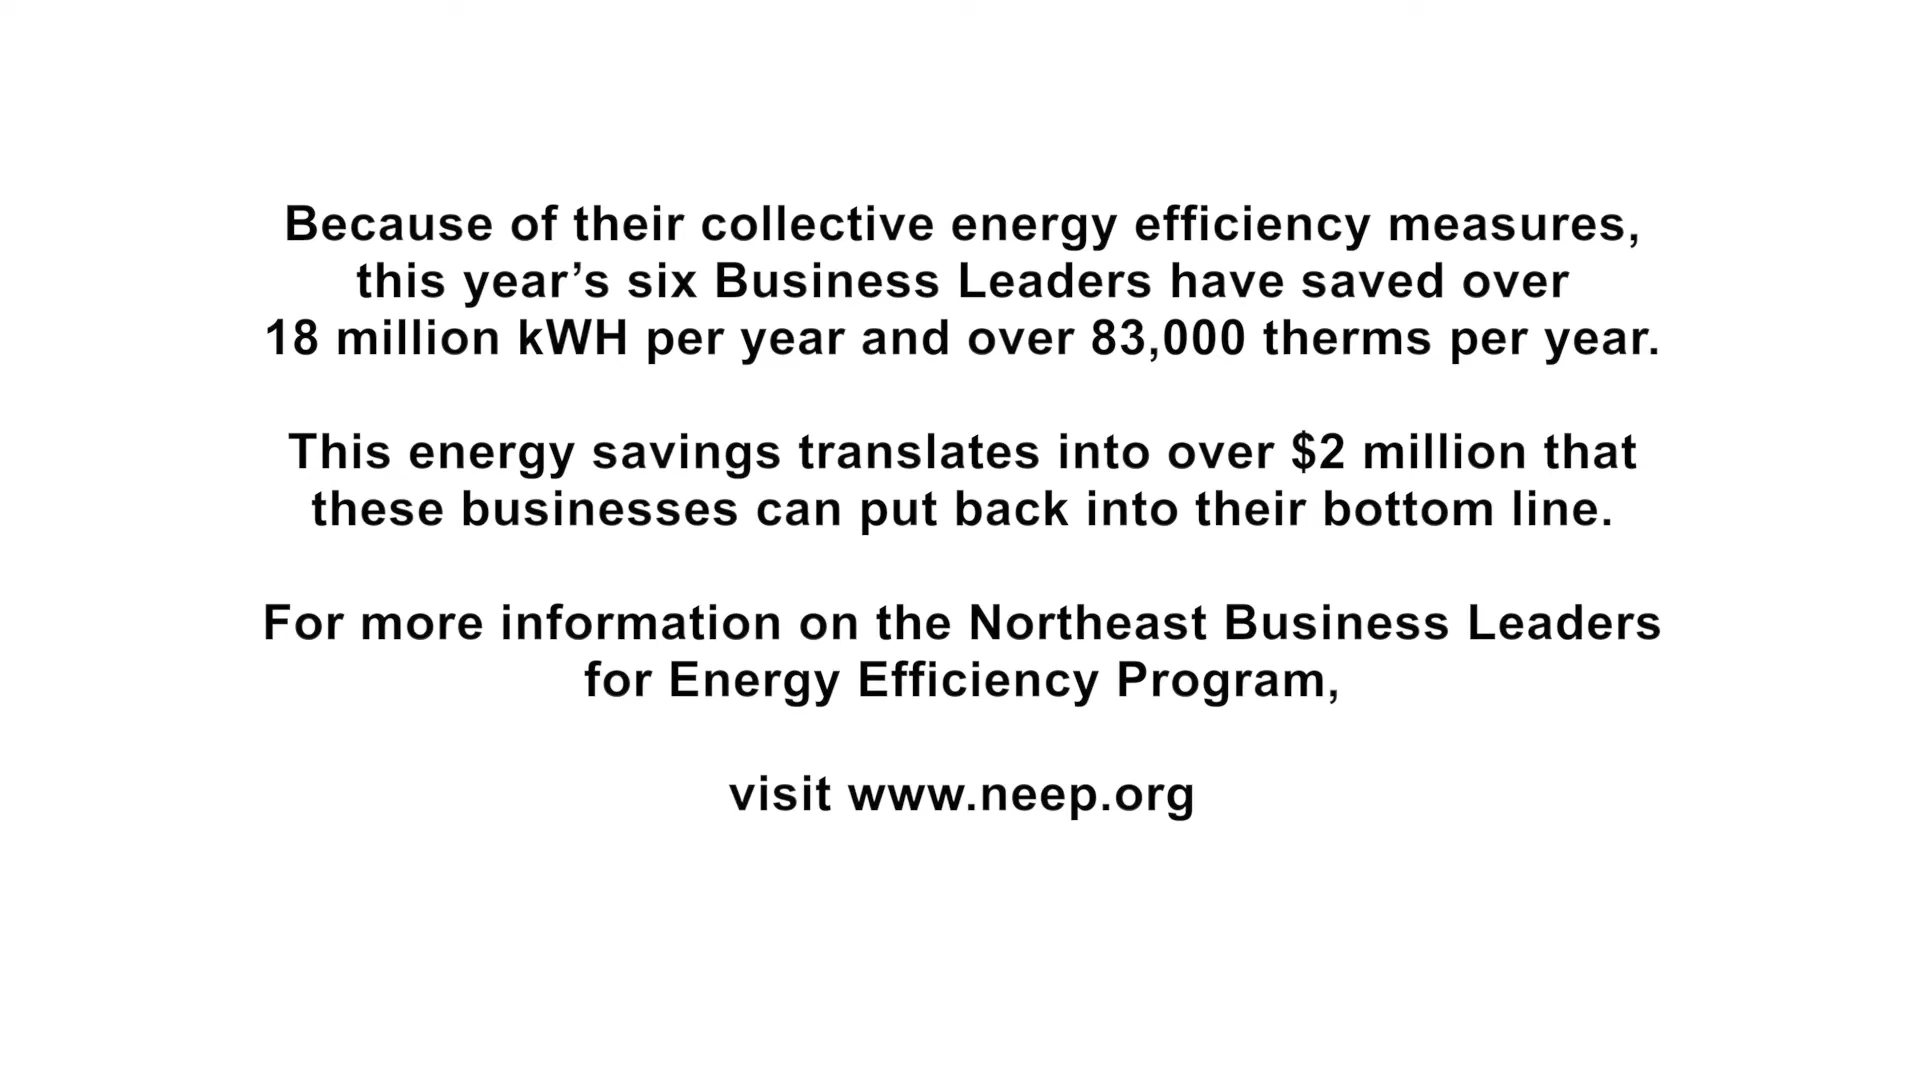 Because of their collective energy efficiency measures,
this year’s six Business Leaders have saved over
18 million kWH per year and over 83,000 therms per year.
This energy savings translates into over $2 million that
these businesses can put back into their bottom line.
For more information on the Northeast Business Leaders
for Energy Efficiency Program,
visit www.neep.org